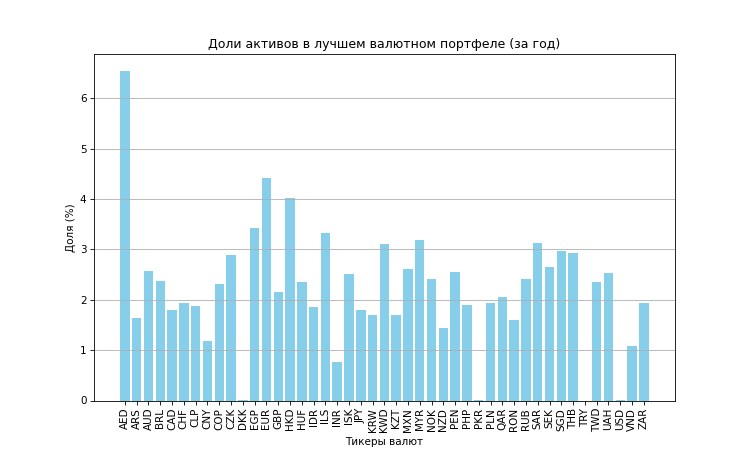 Доли активов в лучшем валютном портфеле (за год)
Доля (%)
6
5
4
3
2
1
0
AED ARS AUD BRL CAD CHF CLP CNY COP CZK DKK EGP EUR GBP HKD HUF IDR ILS INR ISK JPY KRW KWD KZT MXN MYR NOK NZD PEN PHP PKR PLN QAR RON RUB SAR SEK SGD THB TRY TWD UAH USD VND ZAR
Тикеры валют